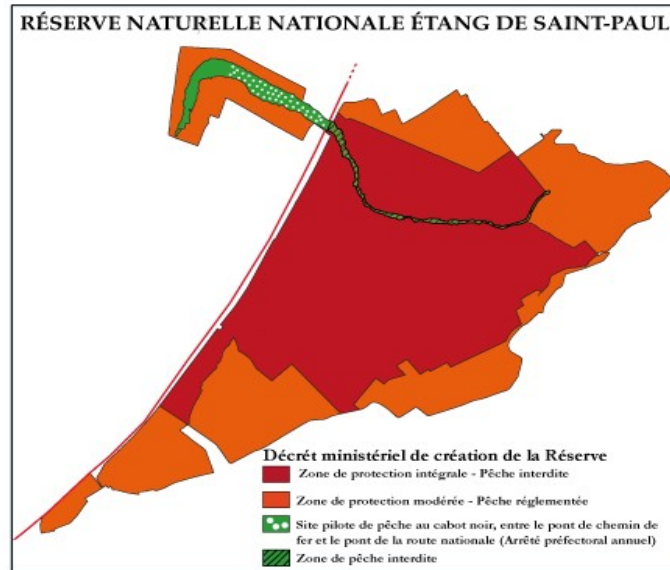 RÉSERVE NATURELLE NATIONALE ÉTANG DE SAINT-PAUL
Décrét ministériel de création de la Réserve
Zone de protection intégrale - Pêche interdite
Zone de protection modérée - Pêche réglementée
Site pilote de pêche au cabot noir, entre le pont de chemin de
fer et le pont de la route nationale (Arrêté préfectoral annuel)
Zone de pêche interdite